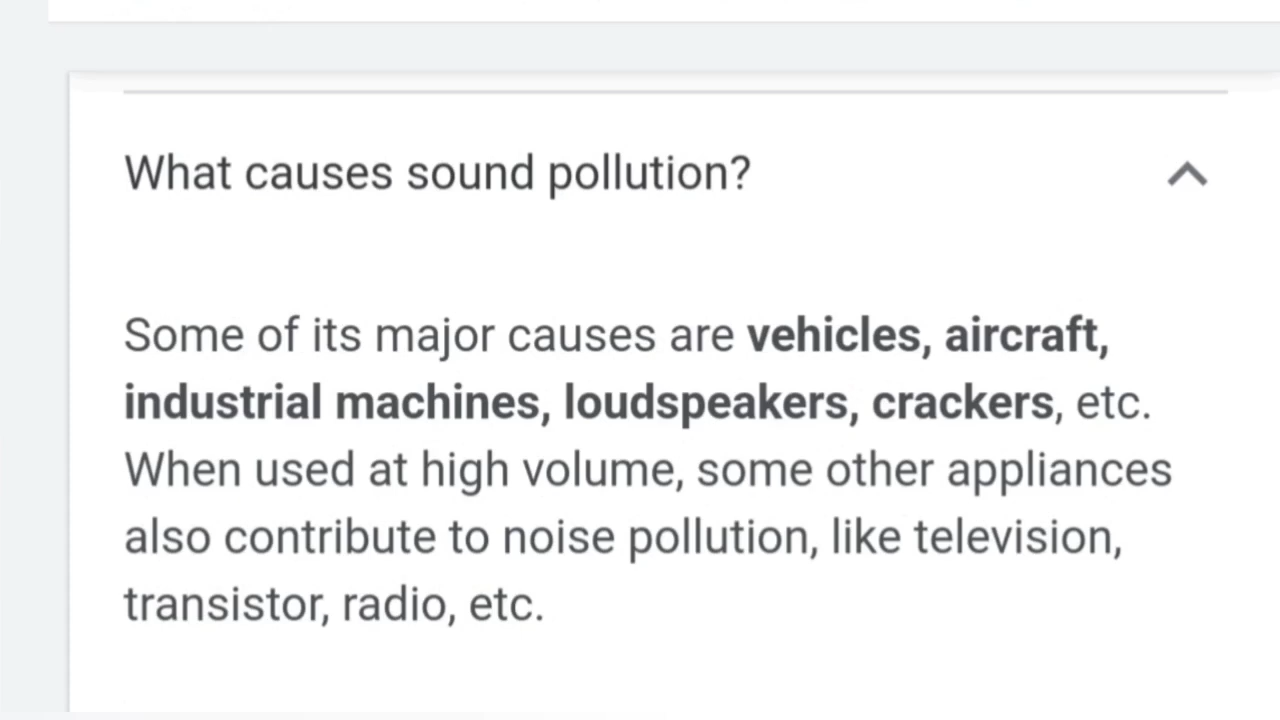 What causes sound pollution?
Some of its major causes are vehicles, aircraft,
industrial machines, loudspeakers, crackers, etc.
When used at high volume, some other appliances
also contribute to noise pollution, like television,
transistor, radio, etc.